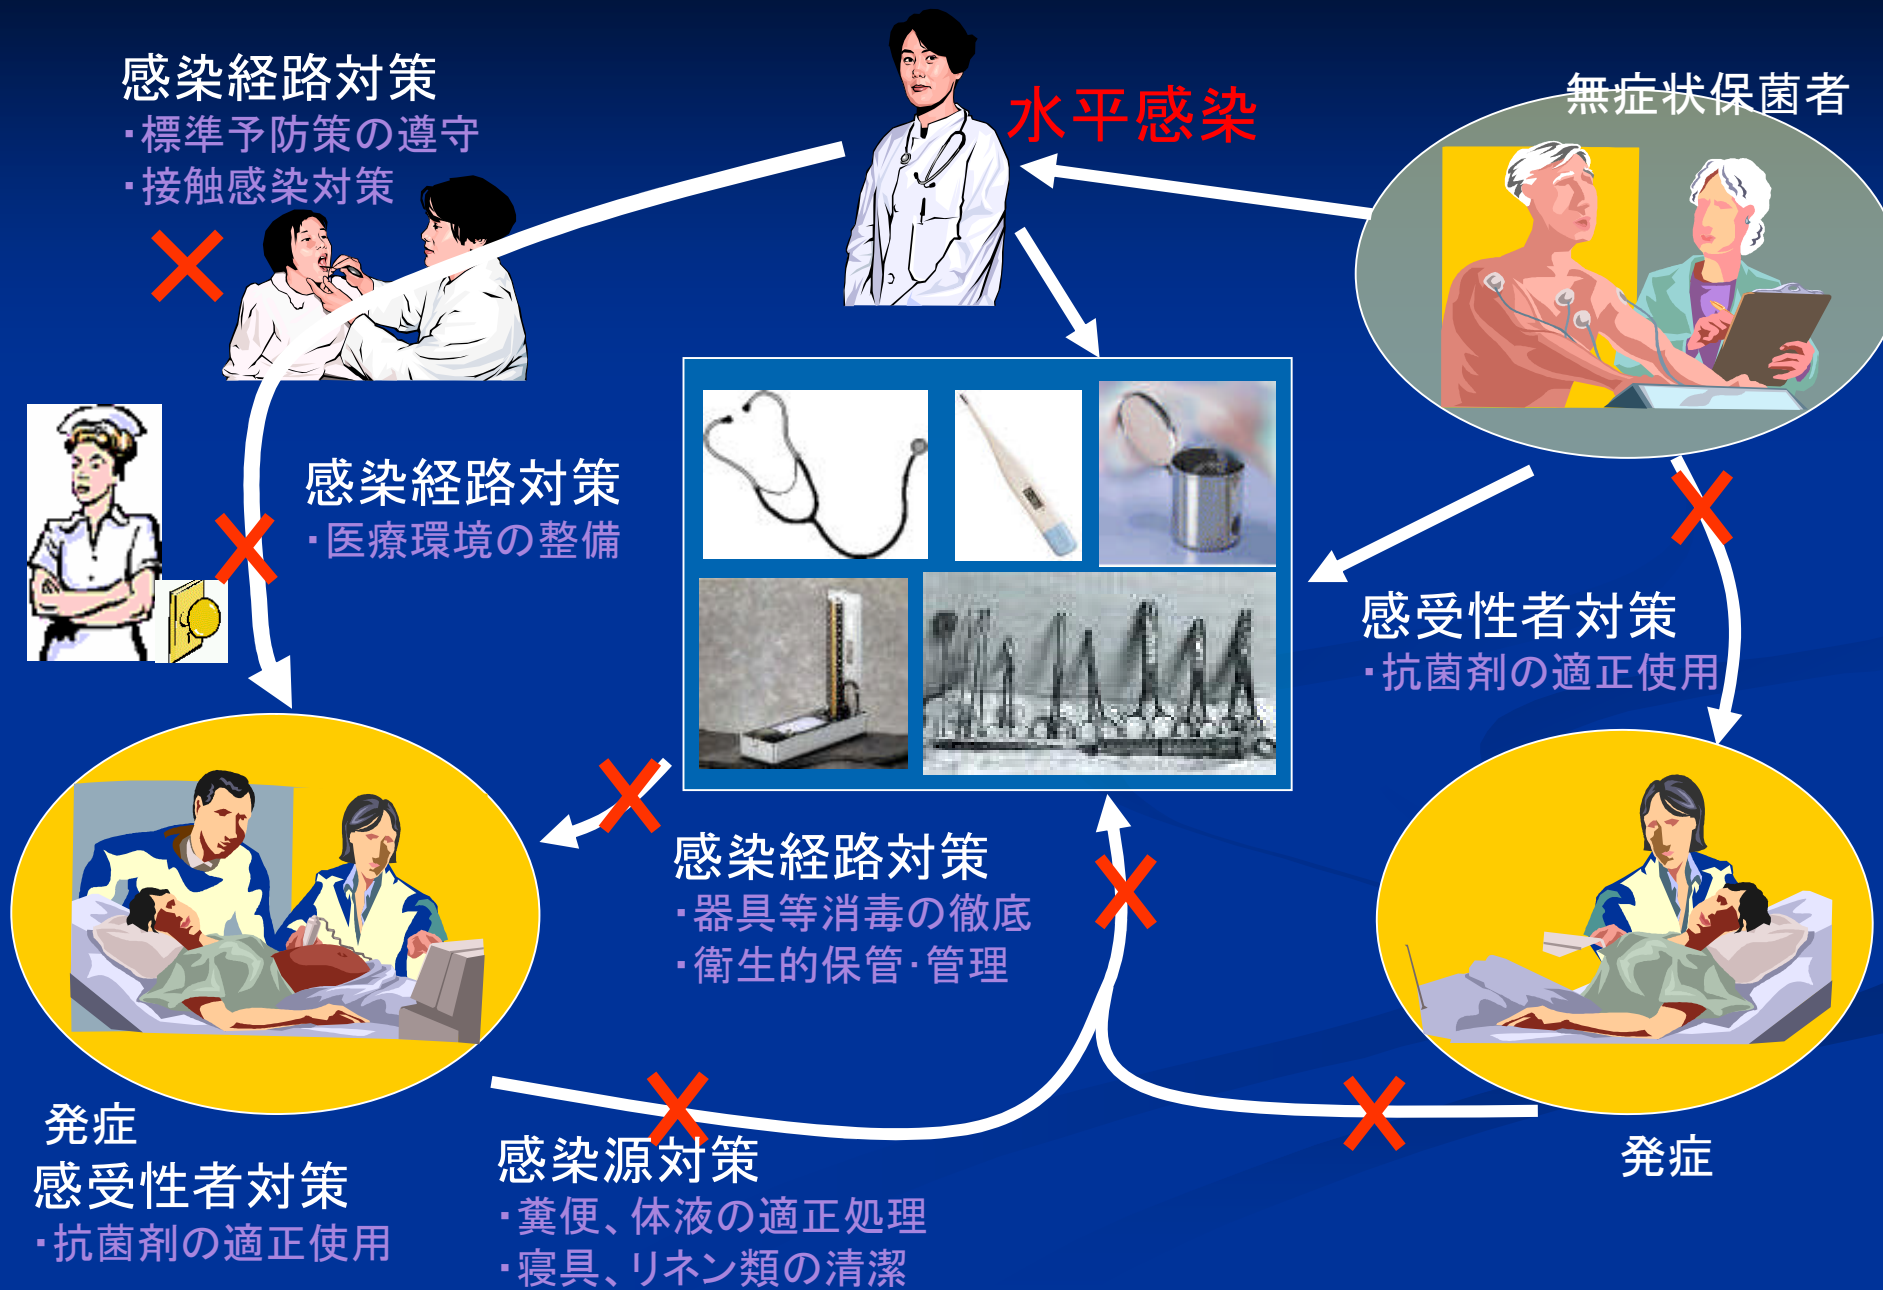 感染経路対策
・標準予防策の遵守
・接触感染対策
水平感染
無症状保菌者
感染経路対策
・医療環境の整備
感受性者対策
・抗菌剤の適正使用
感染経路対策
・器具等消毒の徹底
・衛生的保管・管理
発症
感受性者対策
・抗菌剤の適正使用
感染源対策
・糞便、体液の適正処理
・寝具、リネン類の清潔
発症